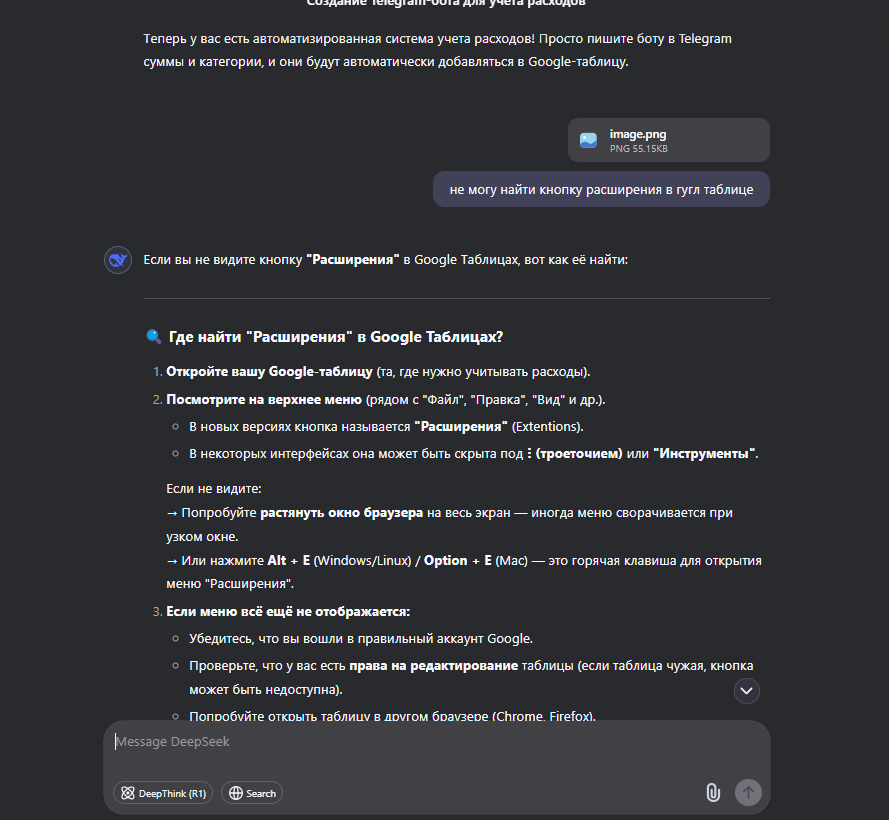 Создание Telegram-бота для учета расходов
Теперь у вас есть автоматизированная система учета расходов! Просто пишите боту в Telegram
суммы и категории, и они будут автоматически добавляться в Google-таблицу.
image.png
PNG 55.15KB
не могу найти кнопку расширения в гугл таблице
Если вы не видите кнопку "Расширения" в Google Таблицах, вот как её найти:
Где найти "Расширения" в Google Таблицах?
1. Откройте вашу Google-таблицу (та, где нужно учитывать расходы).
2. Посмотрите на верхнее меню (рядом с "Файл", "Правка", "Вид" и др.).
В новых версиях кнопка называется "Расширения" (Extentions).
В некоторых интерфейсах она может быть скрыта под ⋮ (троеточием) или "Инструменты".
Если не видите:
→ Попробуйте растянуть окно браузера на весь экран — иногда меню сворачивается при
узком окне.
→ Или нажмите Alt + E (Windows/Linux) / Option + E (Mac) — это горячая клавиша для открытия
меню "Расширения".
3. Если меню всё ещё не отображается:
Убедитесь, что вы вошли в правильный аккаунт Google.
Проверьте, что у вас есть права на редактирование таблицы (если таблица чужая, кнопка
может быть недоступна).
Попробуйте открыть таблицу в другом браузере (Chrome, Firefox).
Message DeepSeek
DeepThink (R1)
Search